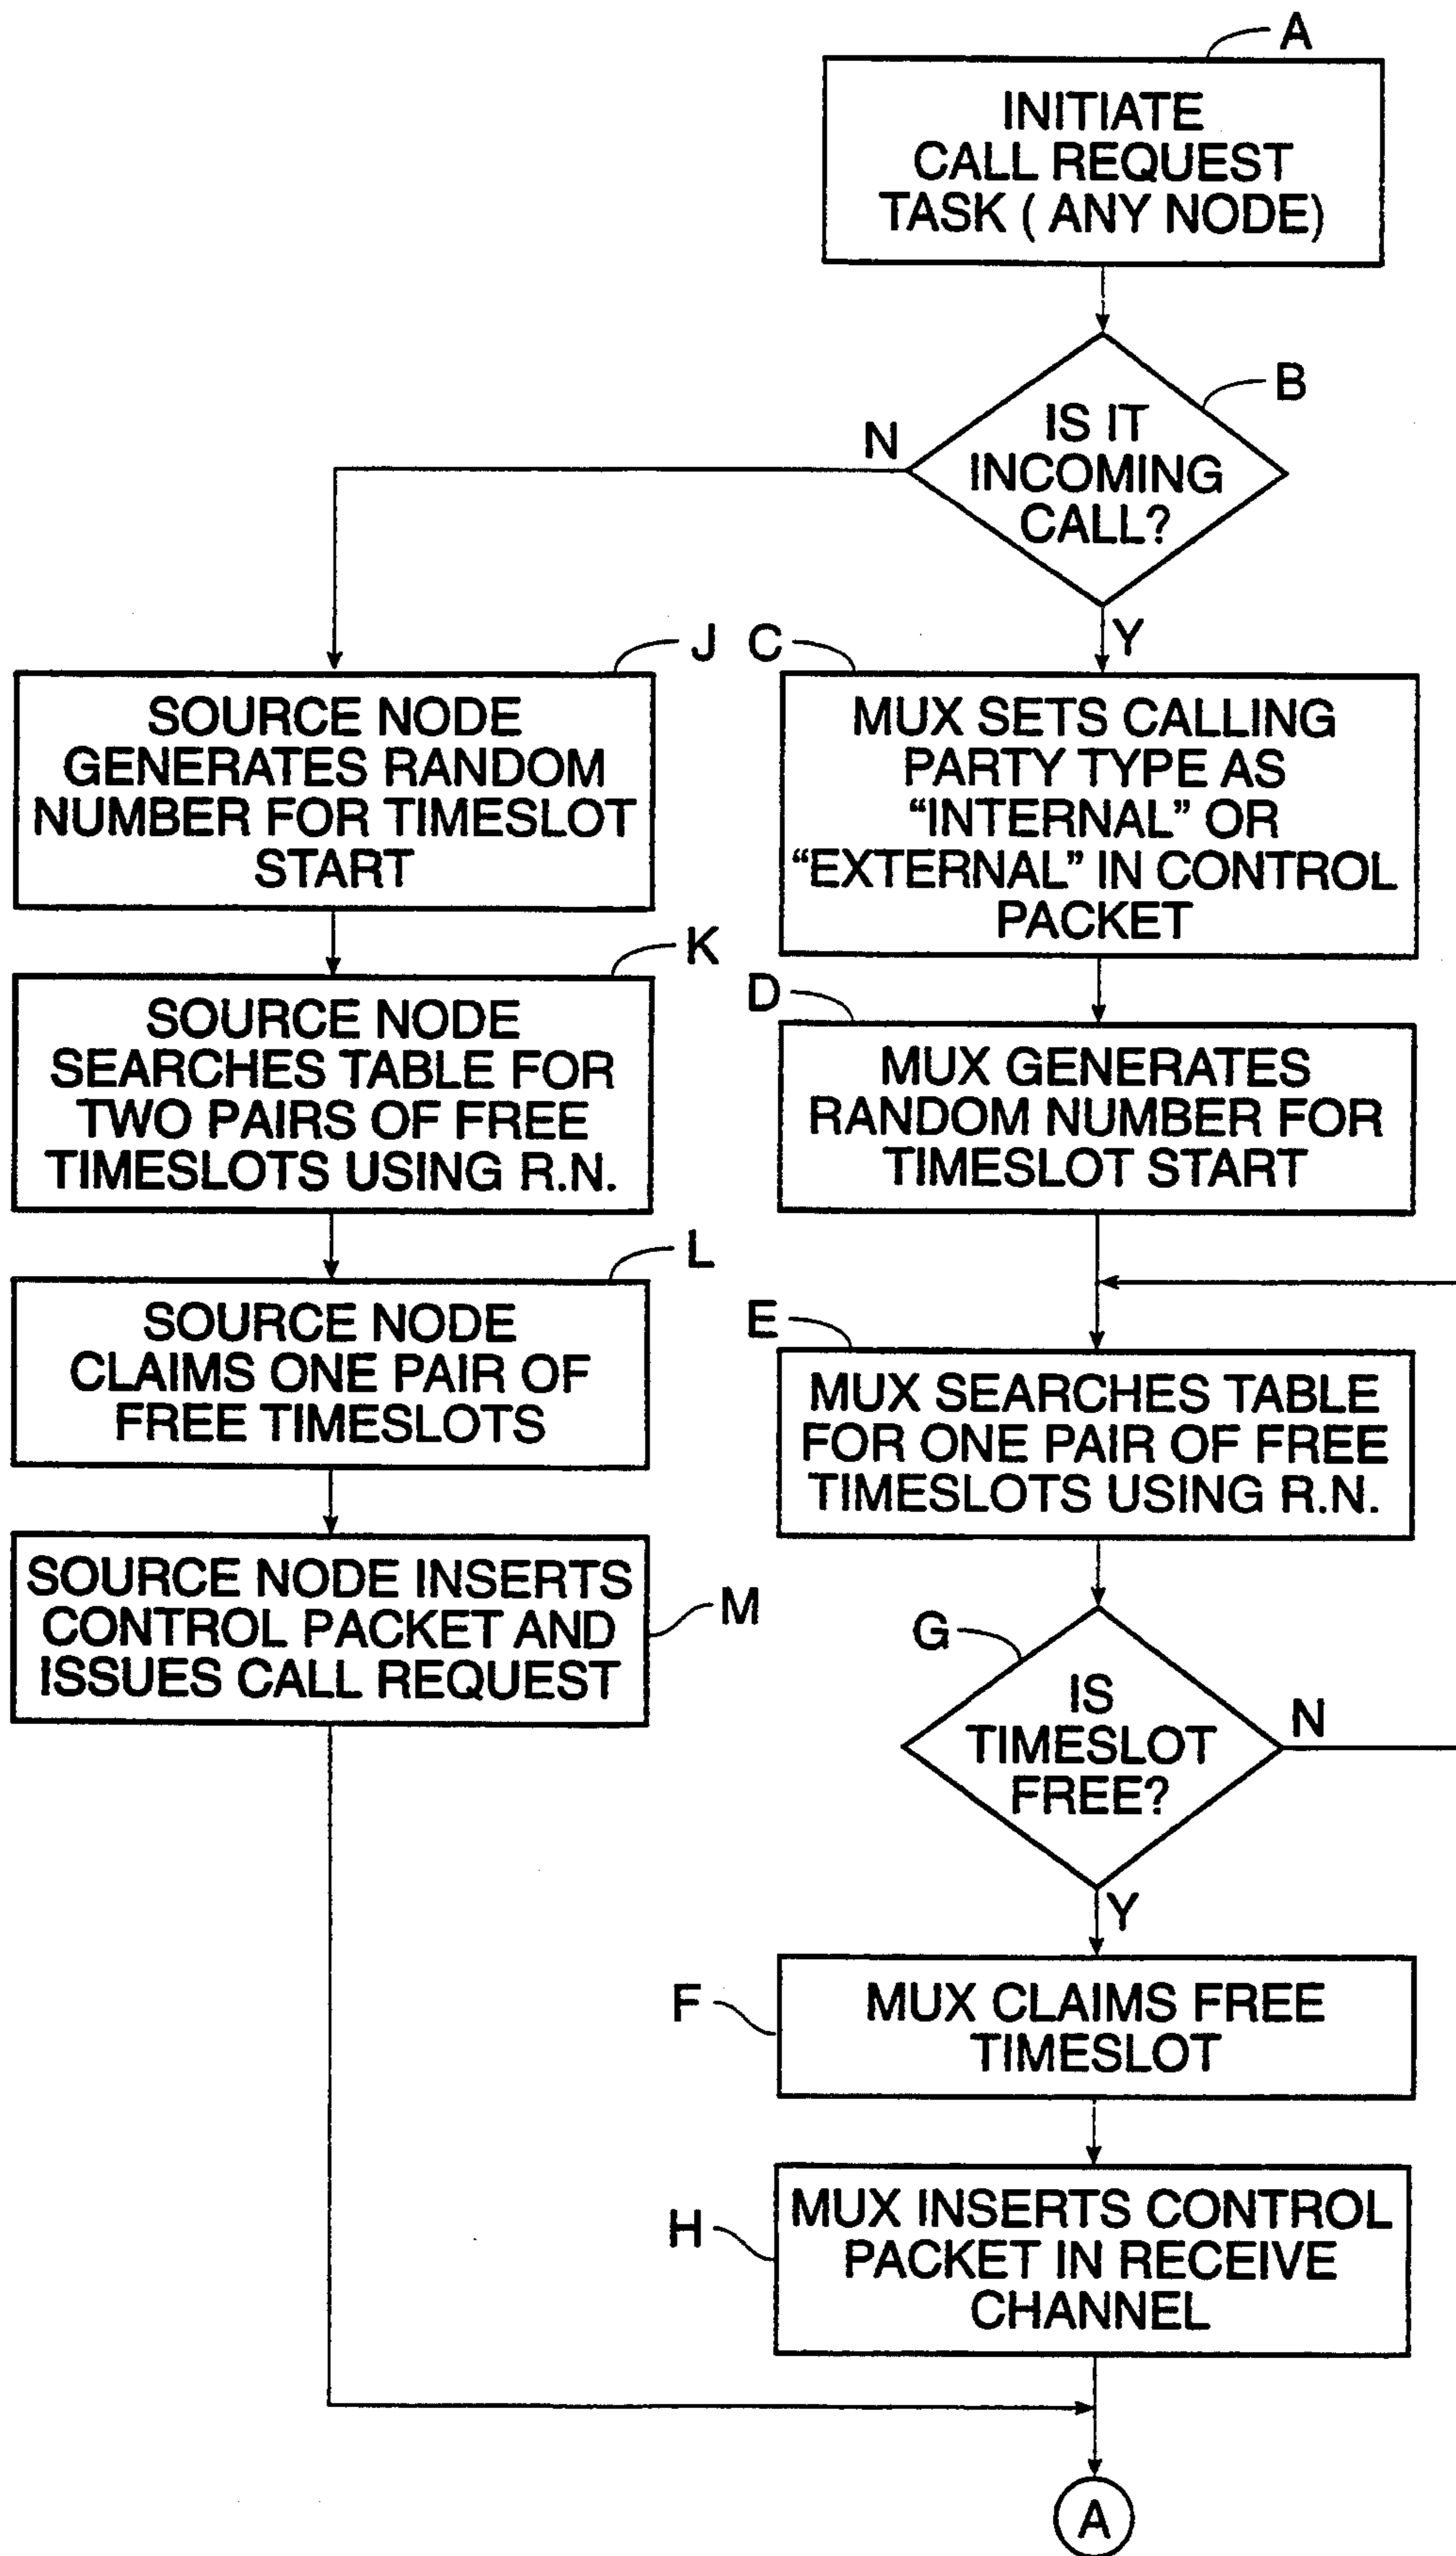 A
INITIATE
CALL REQUEST
TASK ( ANY NODE)
B
IS IT
INCOMING
CALL?
N
Y
J
SOURCE NODE
GENERATES RANDOM
NUMBER FOR TIMESLOT
START
K
SOURCE NODE
SEARCHES TABLE FOR
TWO PAIRS OF FREE
TIMESLOTS USING R.N.
L
SOURCE NODE
CLAIMS ONE PAIR OF
FREE TIMESLOTS
SOURCE NODE INSERTS
CONTROL PACKET AND
ISSUES CALL REQUEST
M
C
MUX SETS CALLING
PARTY TYPE AS
“INTERNAL” OR
“EXTERNAL” IN CONTROL
PACKET
D
MUX GENERATES
RANDOM NUMBER FOR
TIMESLOT START
E
MUX SEARCHES TABLE
FOR ONE PAIR OF FREE
TIMESLOTS USING R.N.
G
IS
TIMESLOT
FREE?
N
Y
F
MUX CLAIMS FREE
TIMESLOT
H
MUX INSERTS CONTROL
PACKET IN RECEIVE
CHANNEL
A